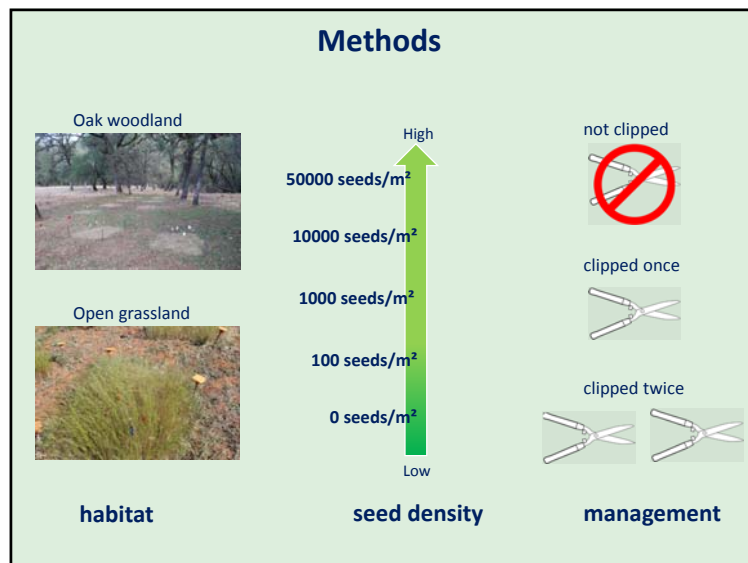 Methods
Oak woodland
Open grassland
habitat
High
50000 seeds/m²
10000 seeds/m²
1000 seeds/m²
100 seeds/m²
0 seeds/m²
Low
seed density
not clipped
clipped once
clipped twice
management